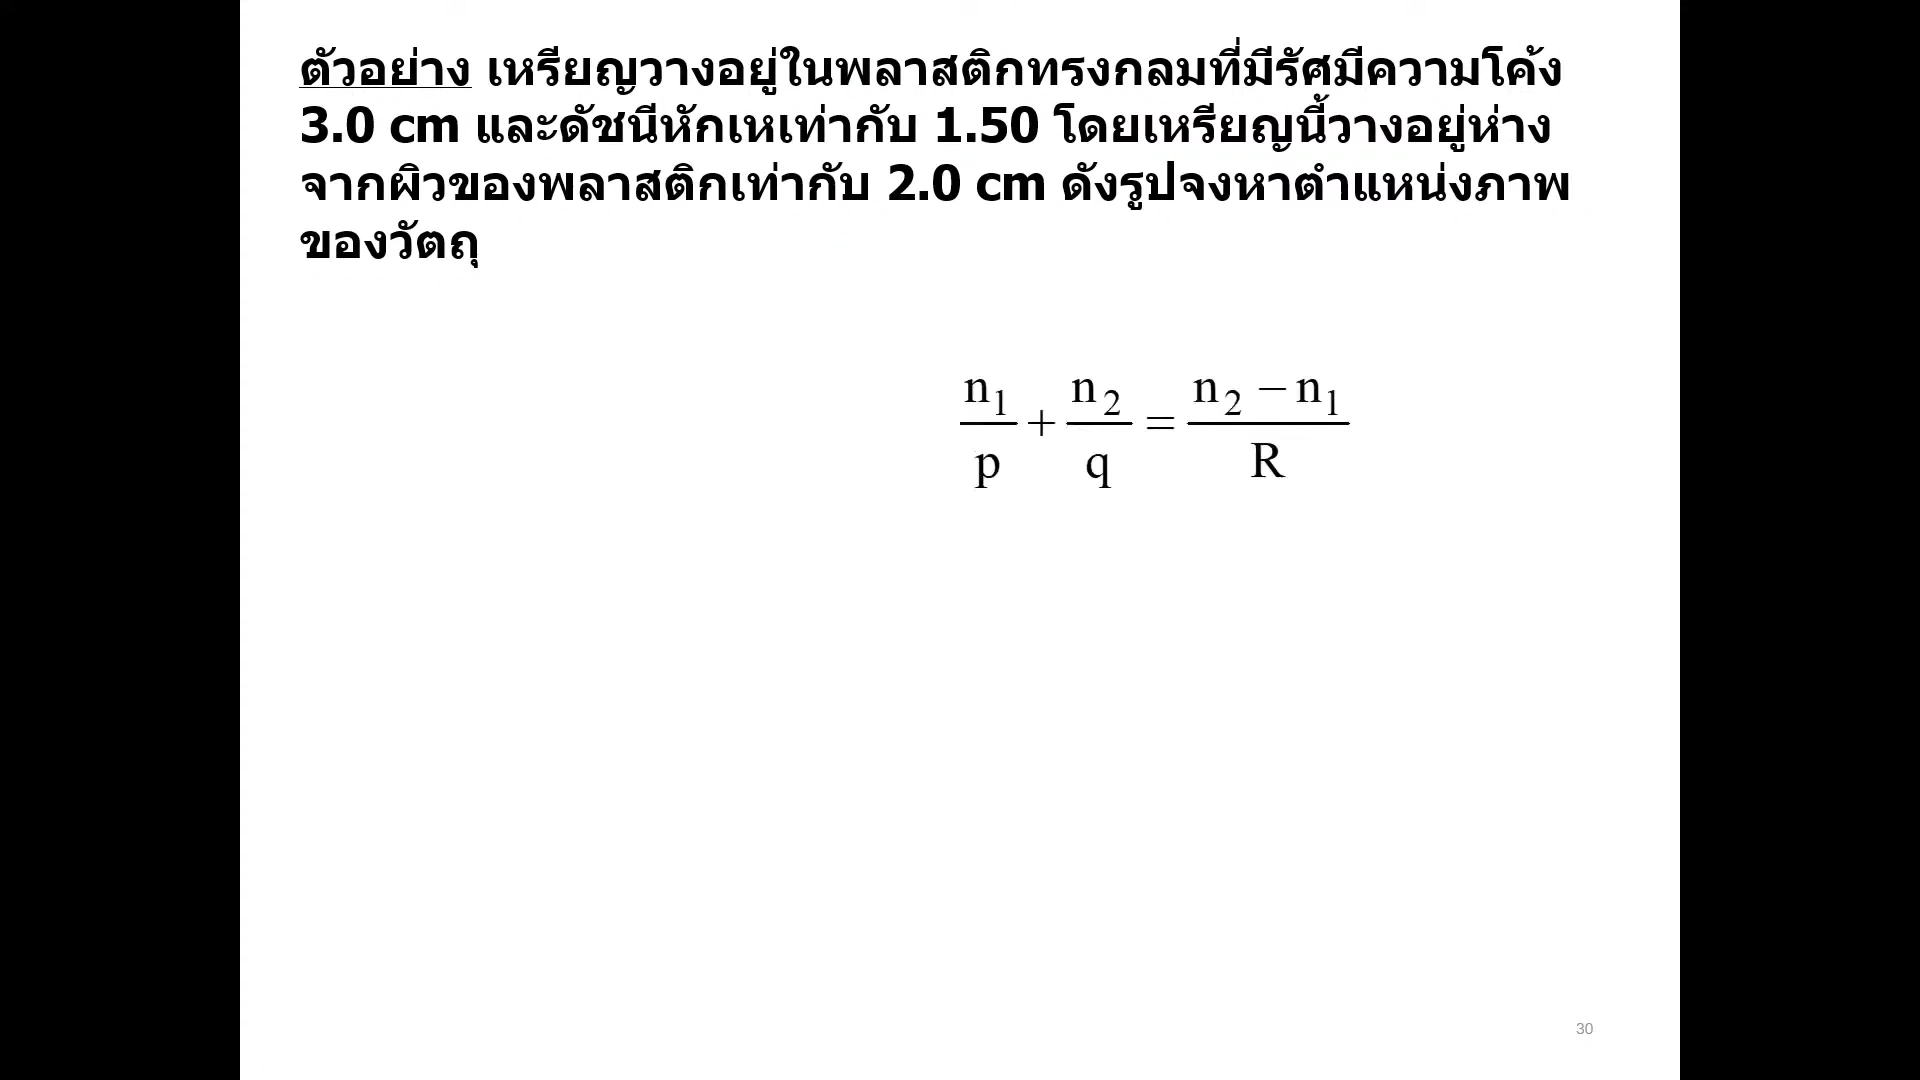 ตัวอย่าง เหรียญวางอยู่ในพลาสติกทรงกลมที่มีรัศมีความโค้ง
3.0 cm และดัชนีหักเหเท่ากับ 1.50 โดยเหรียญนี้วางอยู่ห่าง
จากผิวของพลาสติกเท่ากับ 2.0 cm ดังรูปจงหาตำแหน่งภาพ
ของวัตถุ
n₁/p + n₂/q = (n₂ − n₁)/R
30